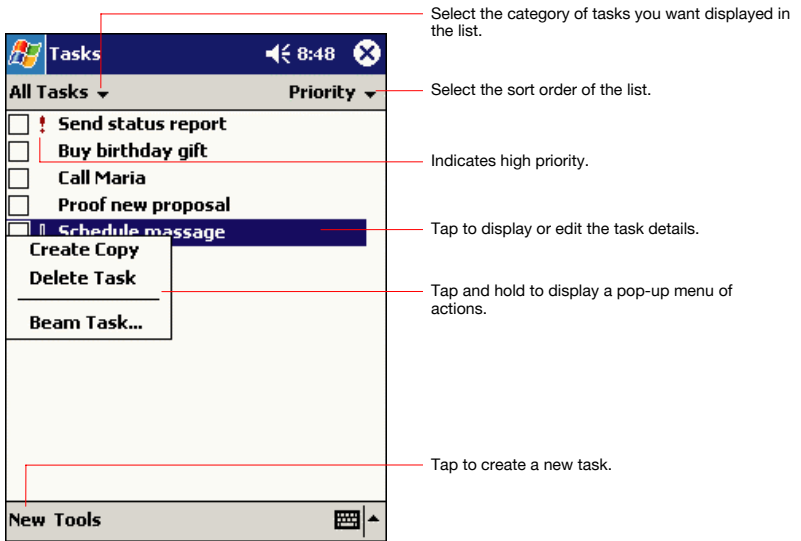 Select the category of tasks you want displayed in
the list.
Tasks 8:48
All Tasks Priority
Select the sort order of the list.
! Send status report
Buy birthday gift
Indicates high priority.
Call Maria
Proof new proposal
Schedule massage
Tap to display or edit the task details.
Create Copy
Delete Task
Beam Task...
Tap and hold to display a pop-up menu of
actions.
Tap to create a new task.
New Tools